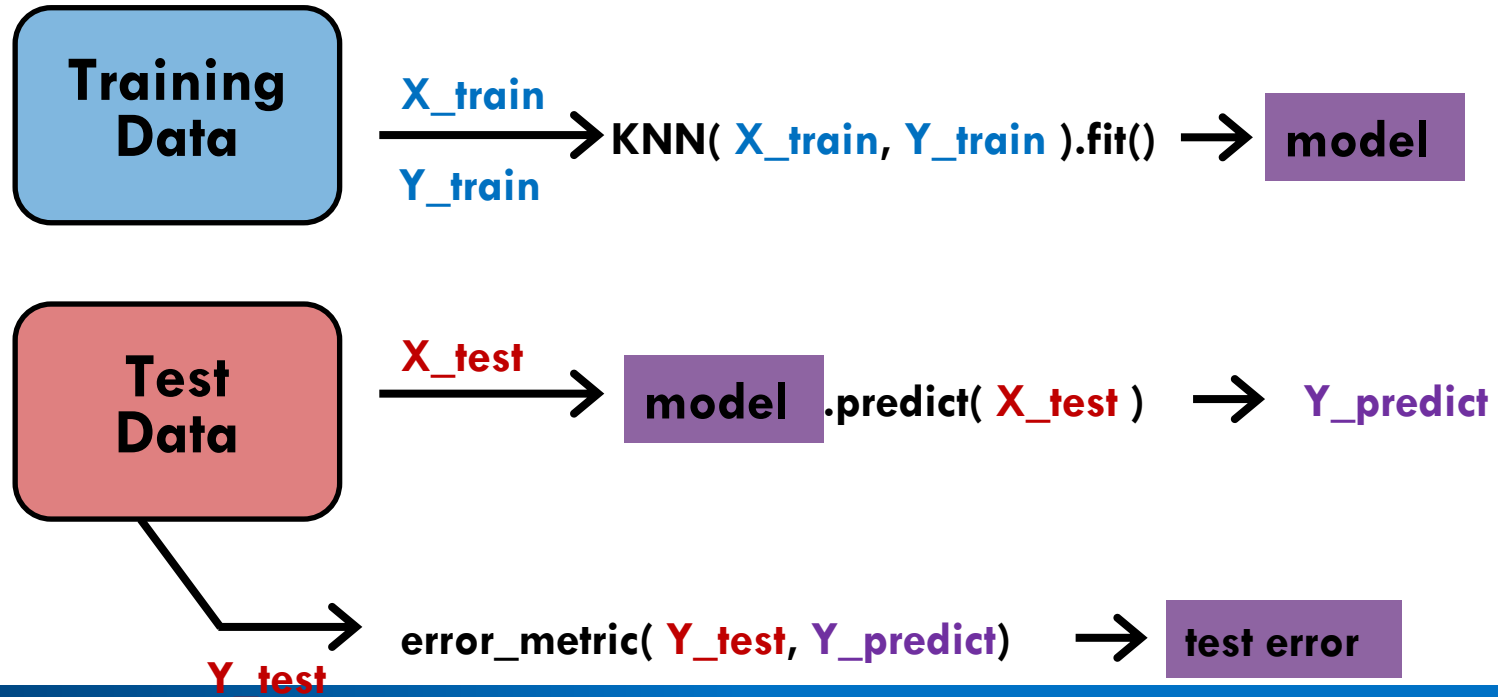 Training
Data
X_train
Y_train
KNN( X_train, Y_train ).fit()
model
Test
Data
X_test
model .predict( X_test )
Y_predict
Y_test
error_metric( Y_test, Y_predict)
test error